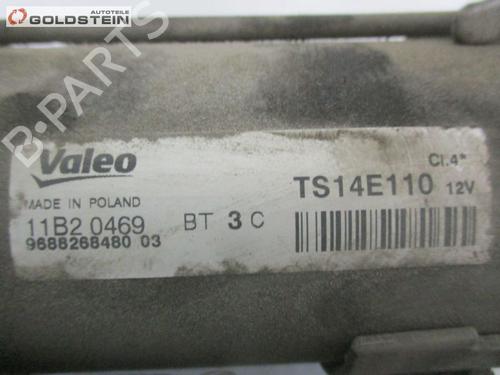 GOLDSTEIN
AUTOTEILE
B-PARTS
Valeo
MADE IN POLAND
11B2 0469
9688268480 03
BT 3 C
Cl.4*
TS14E110 12V